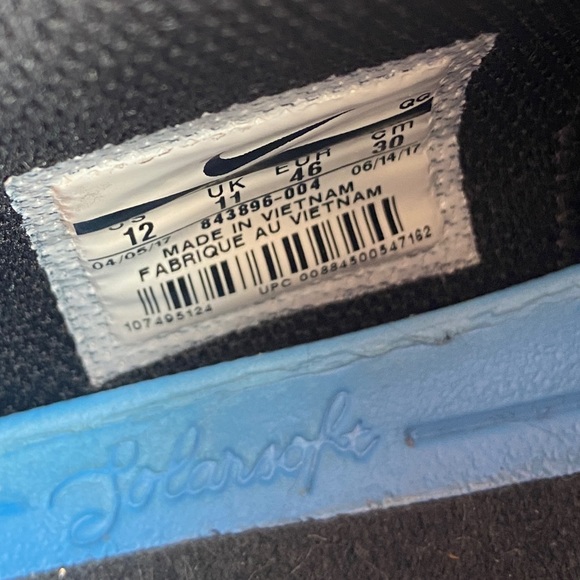 QG
US UK EUR cm
12 11 46 30
843896-004
04/05/17 06/14/17
MADE IN VIETNAM
FABRIQUE AU VIETNAM
107495124 UPC 00884500547162
Solarsoft